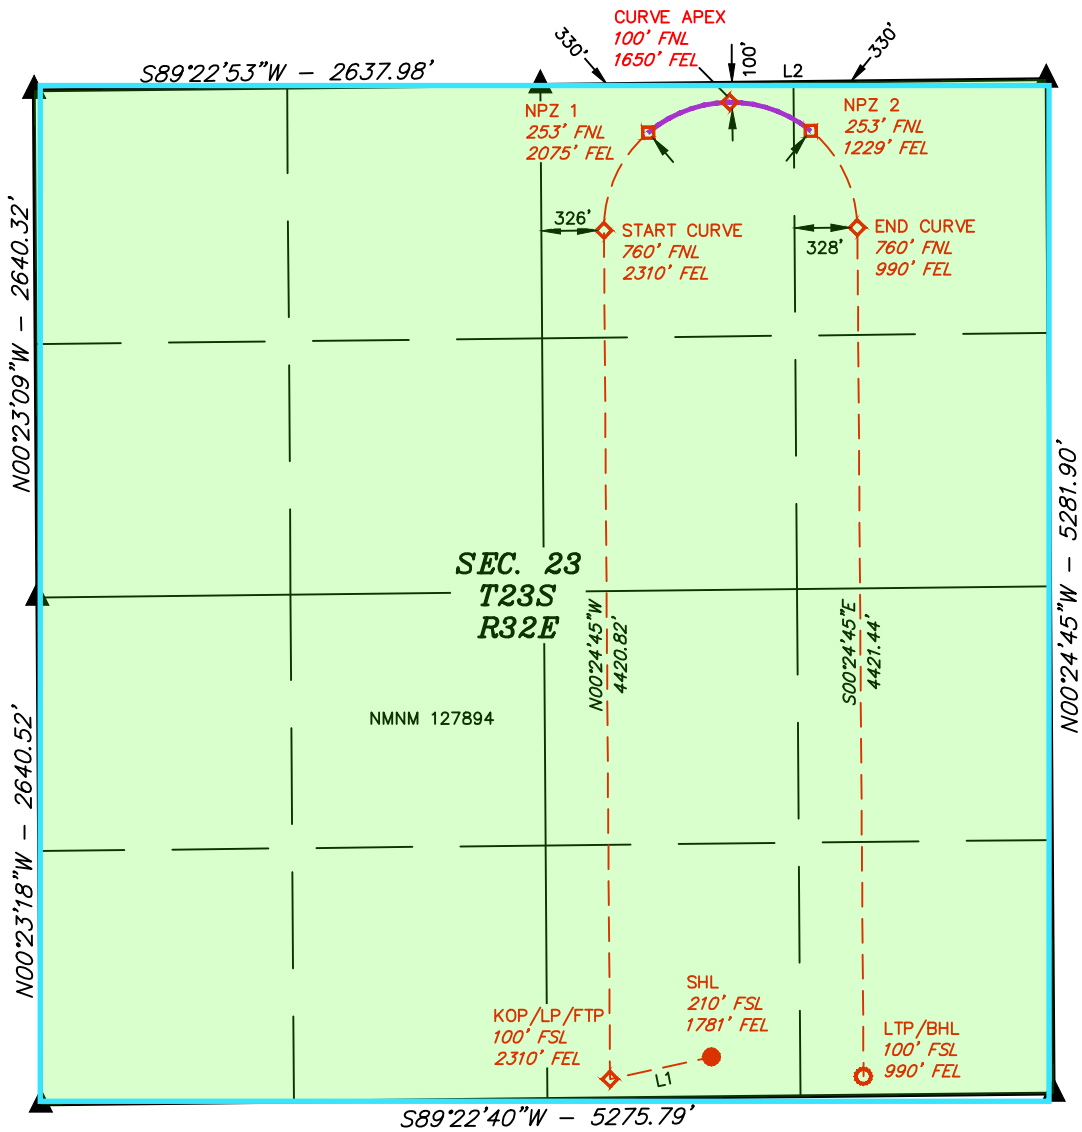 CURVE APEX
100' FNL
1650' FEL
330'
100'
330'
L2
S89°22'53"W - 2637.98'
NPZ 1
253' FNL
2075' FEL
NPZ 2
253' FNL
1229' FEL
326'
START CURVE
760' FNL
2310' FEL
328'
END CURVE
760' FNL
990' FEL
N00°23'09"W - 2640.32'
N00°24'45"W - 5281.90'
SEC. 23
T23S
R32E
N00°24'45"W
4420.82'
S00°24'45"E
4421.44'
NMNM 127894
N00°23'18"W - 2640.52'
SHL
210' FSL
1781' FEL
KOP/LP/FTP
100' FSL
2310' FEL
L1
LTP/BHL
100' FSL
990' FEL
S89°22'40"W - 5275.79'